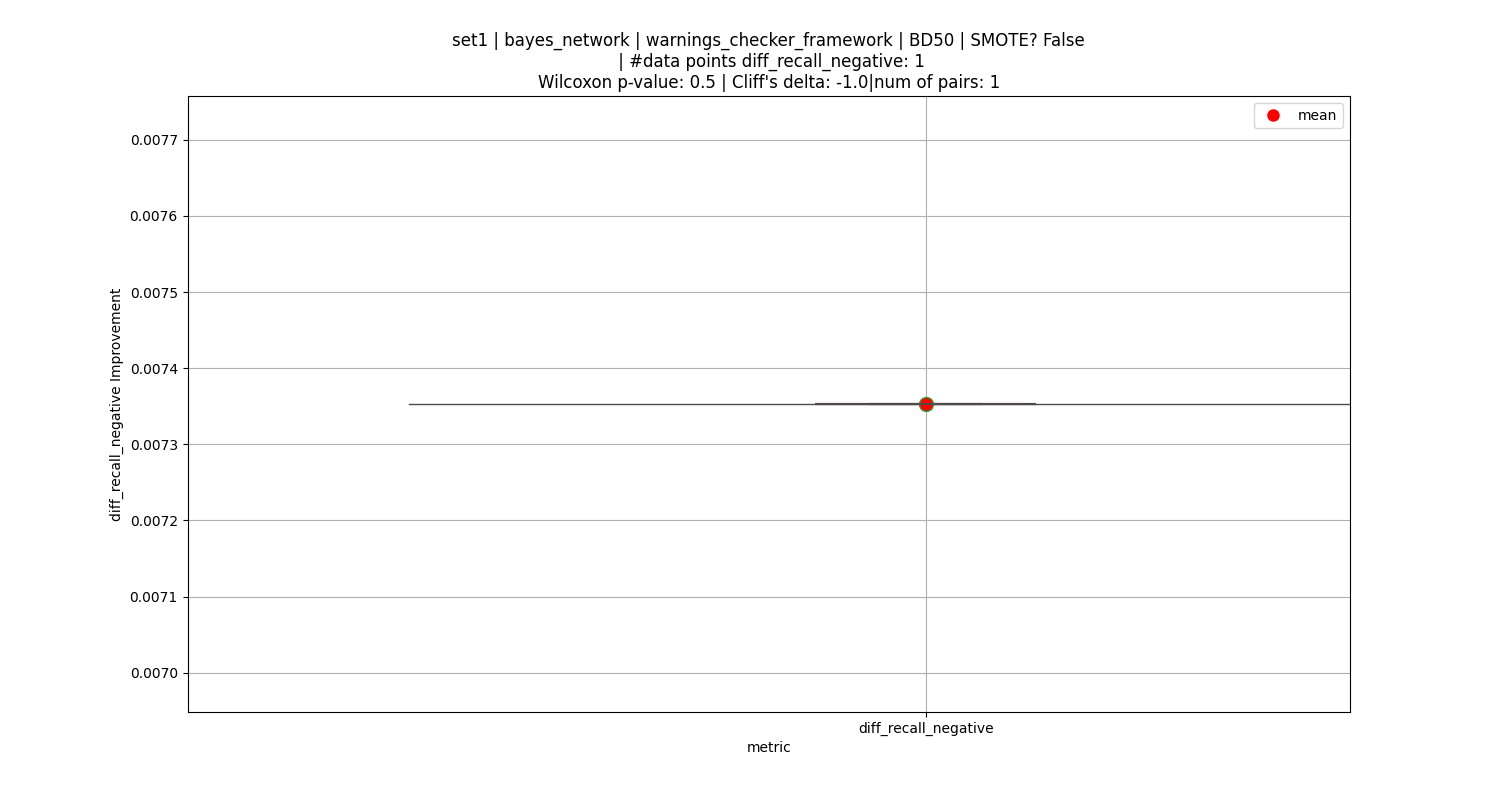 set1 | bayes_network | warnings_checker_framework | BD50 | SMOTE? False
| #data points diff_recall_negative: 1
Wilcoxon p-value: 0.5 | Cliff's delta: -1.0|num of pairs: 1
mean
0.0077
0.0076
0.0075
0.0074
0.0073
0.0072
0.0071
0.0070
diff_recall_negative Improvement
diff_recall_negative
metric